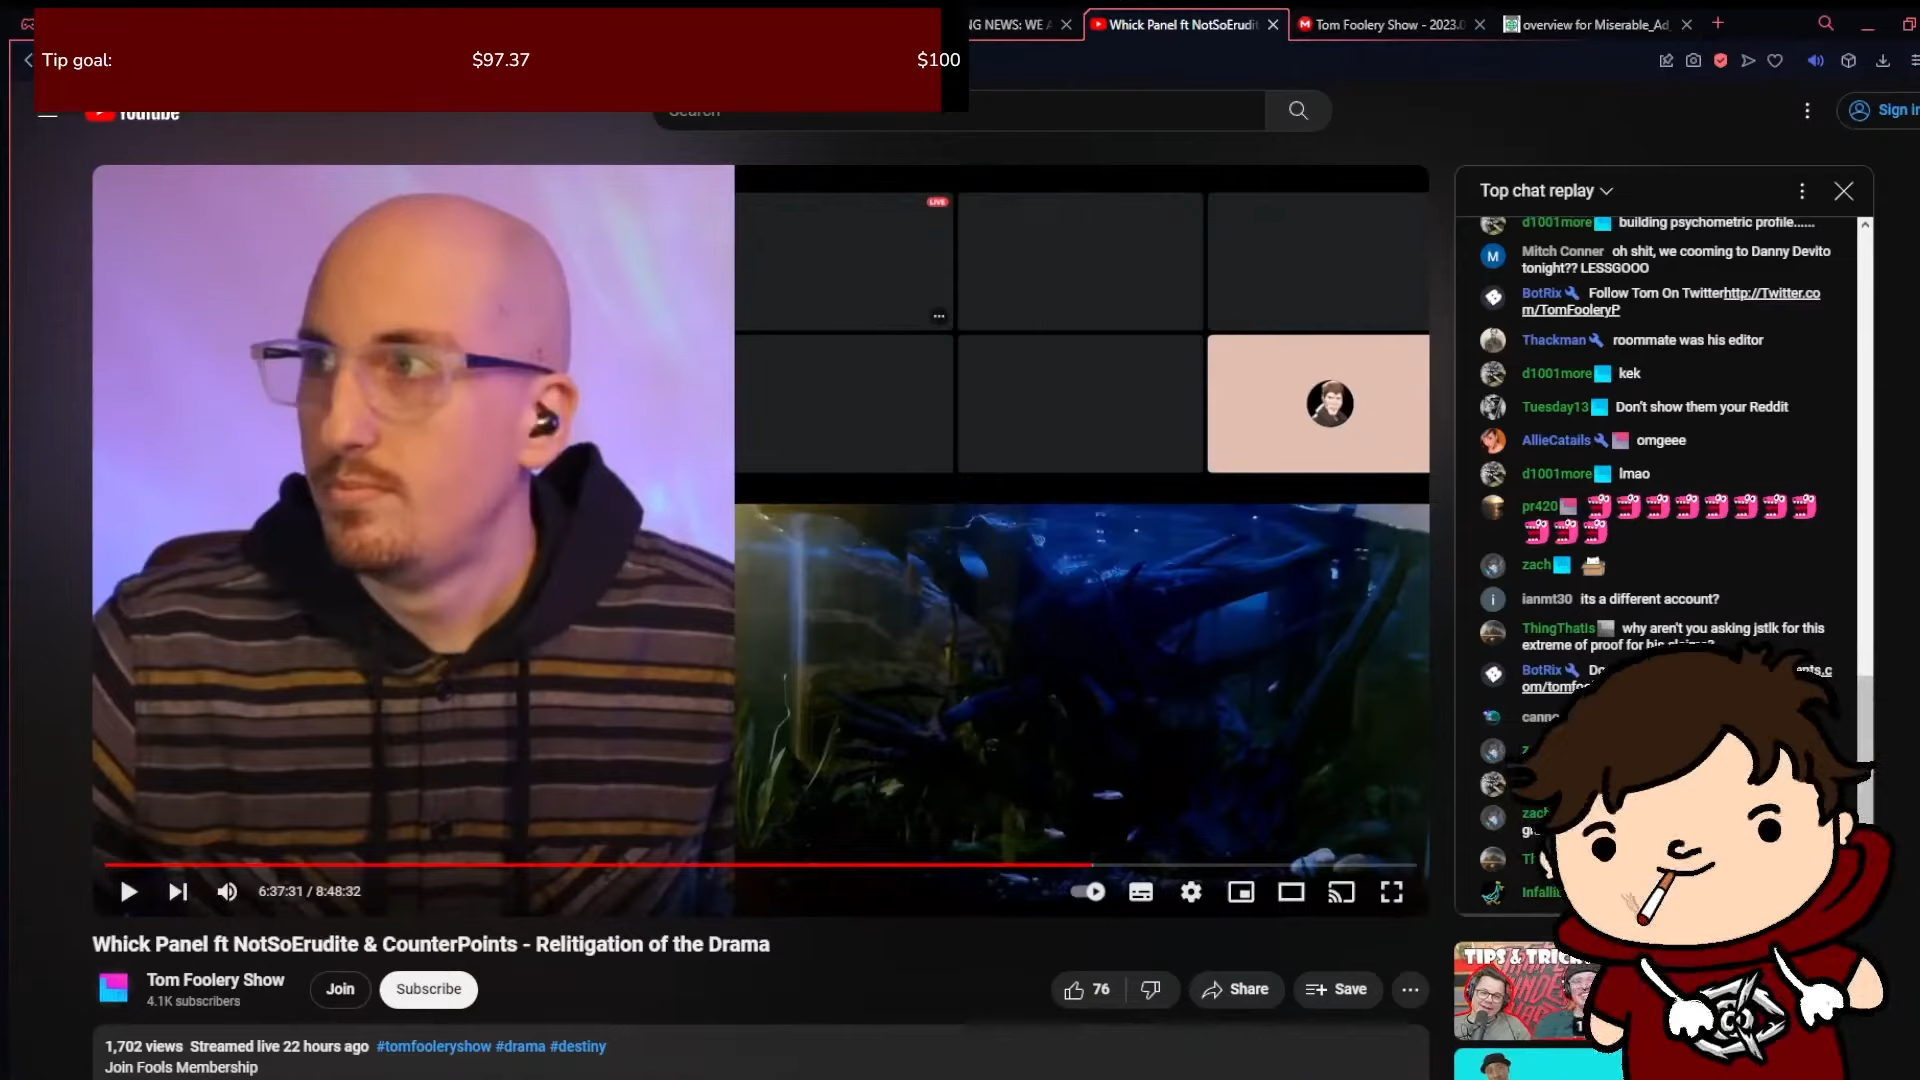 Tip goal:
$97.37
$100
NG NEWS: WE
Whick Panel ft NotSoErudit
Tom Foolery Show - 2023.0
overview for Miserable_Ad
YouTube
Search
Sign in
LIVE
Top chat replay
d1001more building psychometric profile......
Mitch Conner oh shit, we cooming to Danny Devito
tonight?? LESSGOOO
BotRix Follow Tom On Twitterhttp://Twitter.co
m/TomFooleryP
Thackman roommate was his editor
d1001more kek
Tuesday13 Don't show them your Reddit
AllieCatails omgeee
d1001more lmao
pr420
zach
ianmt30 its a different account?
ThingThatIs why aren't you asking jstlk for this
extreme of proof for his
BotRix
om/tomfoo
6:37:31 / 8:48:32
Whick Panel ft NotSoErudite & CounterPoints - Relitigation of the Drama
Tom Foolery Show
4.1K subscribers
Join
Subscribe
76
Share
Save
TIPS & TRICK
1,702 views Streamed live 22 hours ago #tomfooleryshow #drama #destiny
Join Fools Membership